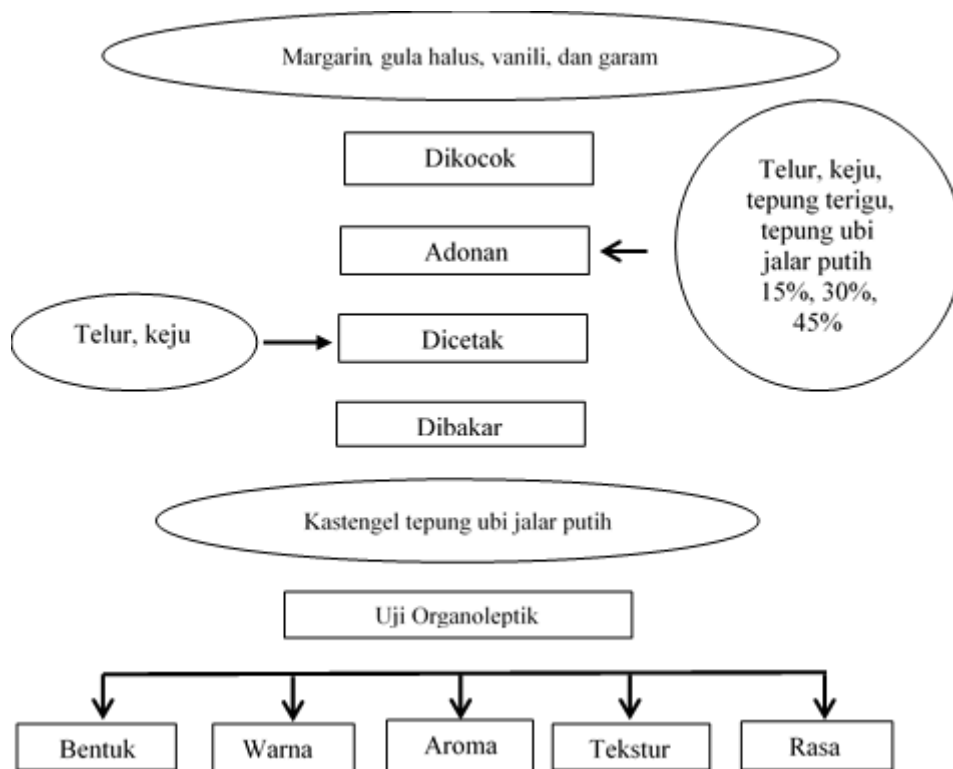 Margarin, gula halus, vanili, dan garam
Dikocok
Telur, keju,
tepung terigu,
tepung ubi
jalar putih
15%, 30%,
45%
Adonan
Telur, keju
Dicetak
Dibakar
Kastengel tepung ubi jalar putih
Uji Organoleptik
Bentuk
Warna
Aroma
Tekstur
Rasa